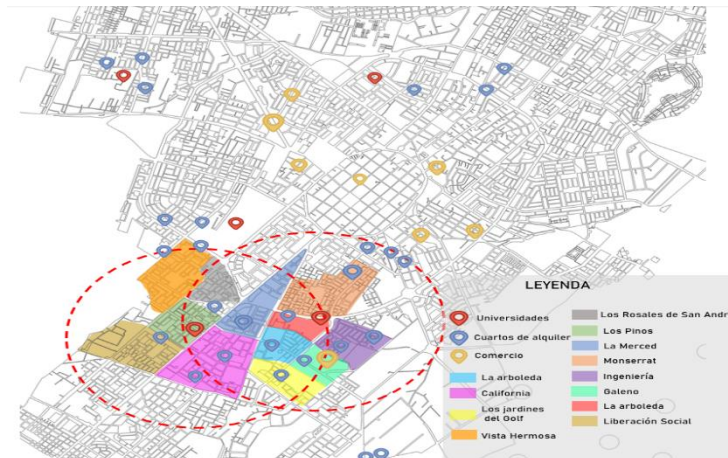 LEYENDA
Universidades
Cuartos de alquiler
Comercio
La arboleda
California
Los jardines
del Golf
Vista Hermosa
Los Rosales de San Andr
Los Pinos
La Merced
Monserrat
Ingeniería
Galeno
La arboleda
Liberación Social